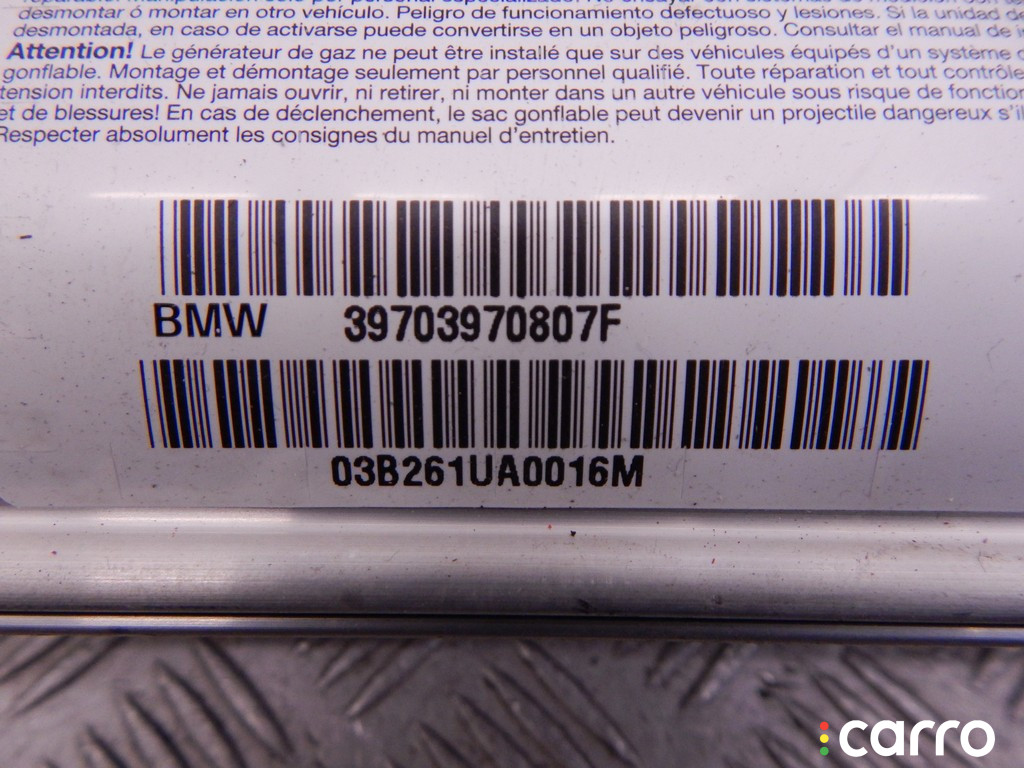 desmontar ó montar en otro vehículo. Peligro de funcionamiento defectuoso y lesiones. Si la unidad de
desmontada, en caso de activarse puede convertirse en un objeto peligroso. Consultar el manual de
Attention! Le générateur de gaz ne peut être installé que sur des véhicules équipés d'un système
gonflable. Montage et démontage seulement par personnel qualifié. Toute réparation et tout contrôle
tension interdits. Ne jamais ouvrir, ni retirer, ni monter dans un autre véhicule sous risque de
et de blessures! En cas de déclenchement, le sac gonflable peut devenir un projectile dangereux
Respecter absolument les consignes du manuel d'entretien.
BMW 39703970807F
03B261UA0016M
carro